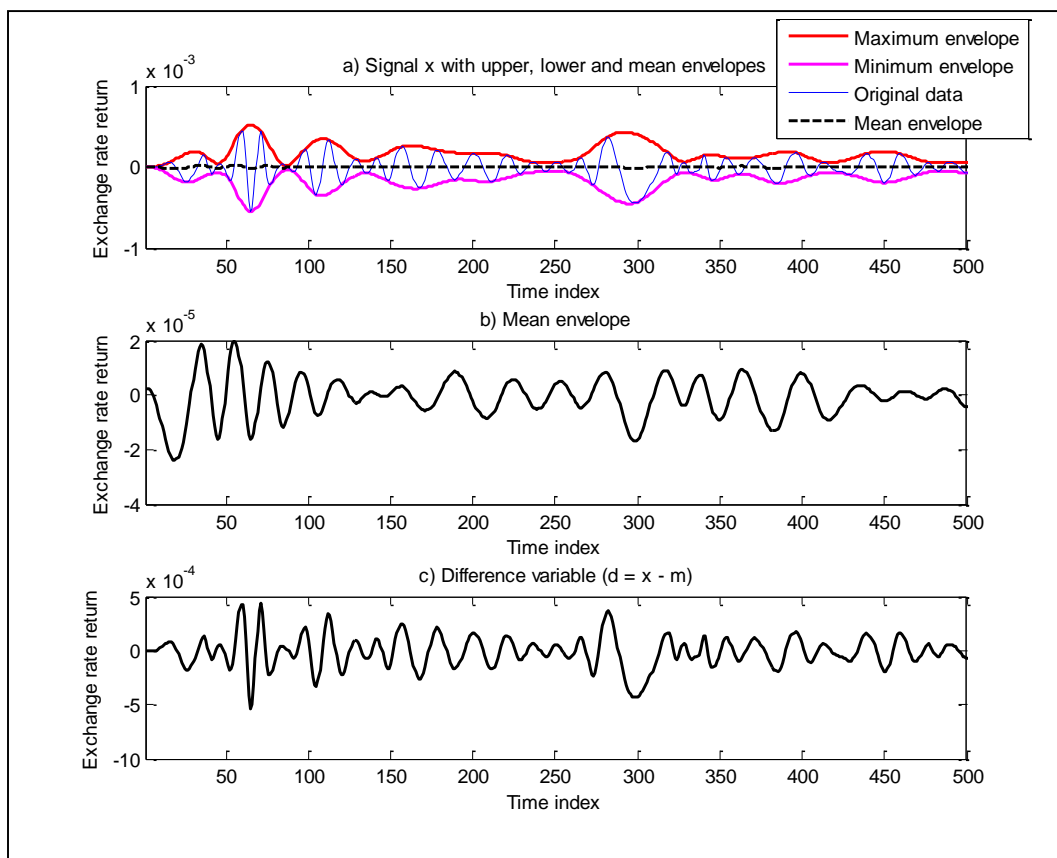 Maximum envelope
Minimum envelope
Original data
Mean envelope
x 10^-3
a) Signal x with upper, lower and mean envelopes
Exchange rate return
1
0
-1
50 100 150 200 250 300 350 400 450 500
Time index
x 10^-5
b) Mean envelope
Exchange rate return
2
0
-2
-4
50 100 150 200 250 300 350 400 450 500
Time index
x 10^-4
c) Difference variable (d = x - m)
Exchange rate return
5
0
-5
-10
50 100 150 200 250 300 350 400 450 500
Time index